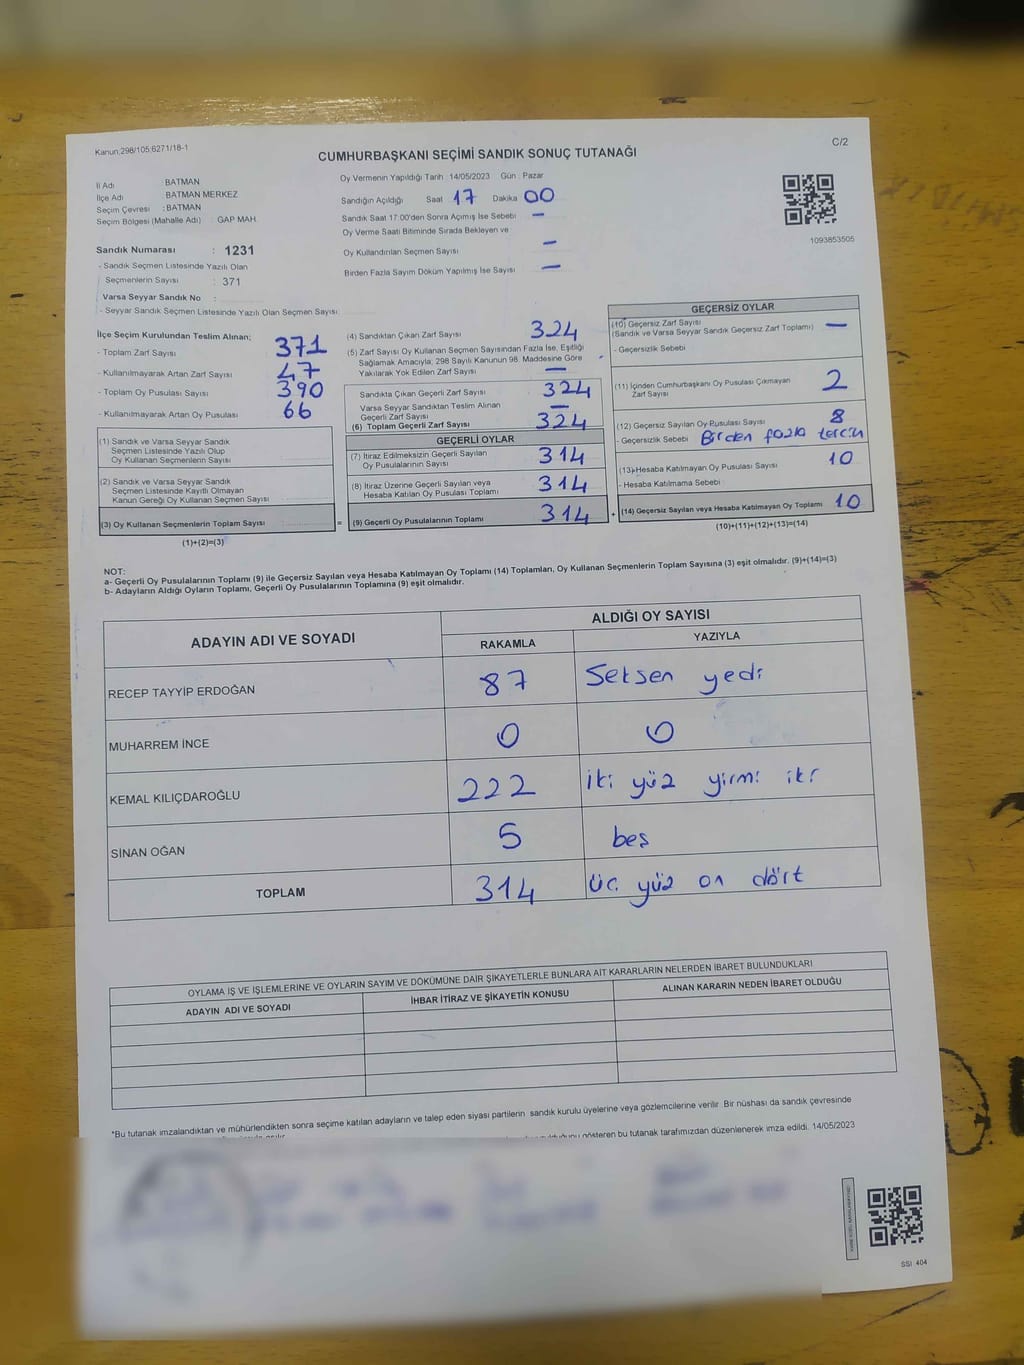 Kanun:298/105:6271/18-1
C/2
CUMHURBAŞKANI SEÇİMİ SANDIK SONUÇ TUTANAĞI
İl Adı BATMAN
İlçe Adı : BATMAN MERKEZ
Seçim Çevresi : BATMAN
Seçim Bölgesi (Mahalle Adı) : GAP MAH.
Sandık Numarası : 1231
- Sandık Seçmen Listesinde Yazılı Olan
Seçmenlerin Sayısı : 371
Varsa Seyyar Sandık No :
- Seyyar Sandık Seçmen Listesinde Yazılı Olan Seçmen Sayısı:
Oy Vermenin Yapıldığı Tarih :14/05/2023 Gün : Pazar
Sandığın Açıldığı Saat 17 Dakika 00
Sandık Saat 17:00'den Sonra Açımış İse Sebebi : —
Oy Verme Saati Bitiminde Sırada Bekleyen ve
Oy Kullandırılan Seçmen Sayısı —
Birden Fazla Sayım Döküm Yapılmış İse Sayısı —
1093853505
İlçe Seçim Kurulundan Teslim Alınan;
- Toplam Zarf Sayısı 371
- Kullanılmayarak Artan Zarf Sayısı 47
- Toplam Oy Pusulası Sayısı 390
- Kullanılmayarak Artan Oy Pusulası 66
(1) Sandık ve Varsa Seyyar Sandık
Seçmen Listesinde Yazılı Olup
Oy Kullanan Seçmenlerin Sayısı
(2) Sandık ve Varsa Seyyar Sandık
Seçmen Listesinde Kayıtlı Olmayan
Kanun Gereği Oy Kullanan Seçmen Sayısı
(3) Oy Kullanan Seçmenlerin Toplam Sayısı =
(1)+(2)=(3)
(4) Sandıktan Çıkan Zarf Sayısı 324
(5) Zarf Sayısı Oy Kullanan Seçmen Sayısından Fazla İse, Eşitliği
Sağlamak Amacıyla; 298 Sayılı Kanunun 98. Maddesine Göre
Yakılarak Yok Edilen Zarf Sayısı —
Sandıkta Çıkan Geçerli Zarf Sayısı 324
Varsa Seyyar Sandıktan Teslim Alınan
Geçerli Zarf Sayısı —
(6) Toplam Geçerli Zarf Sayısı 324
GEÇERLİ OYLAR
(7) İtiraz Edilmeksizin Geçerli Sayılan
Oy Pusulalarının Sayısı 314
(8) İtiraz Üzerine Geçerli Sayılan veya
Hesaba Katılan Oy Pusulası Toplamı 314
(9) Geçerli Oy Pusulalarının Toplamı 314 +
GEÇERSİZ OYLAR
(10) Geçersiz Zarf Sayısı
(Sandık ve Varsa Seyyar Sandık Geçersiz Zarf Toplamı) —
- Geçersizlik Sebebi
(11) İçinden Cumhurbaşkanı Oy Pusulası Çıkmayan
Zarf Sayısı 2
(12) Geçersiz Sayılan Oy Pusulası Sayısı 8
- Geçersizlik Sebebi Birden fazla tercih
(13) Hesaba Katılmayan Oy Pusulası Sayısı 10
- Hesaba Katılmama Sebebi
(14) Geçersiz Sayılan veya Hesaba Katılmayan Oy Toplamı 10
(10)+(11)+(12)+(13)=(14)
NOT:
a- Geçerli Oy Pusulalarının Toplamı (9) ile Geçersiz Sayılan veya Hesaba Katılmayan Oy Toplamı (14) Toplamları, Oy Kullanan Seçmenlerin Toplam Sayısına (3) eşit olmalıdır. (9)+(14)=(3)
b- Adayların Aldığı Oyların Toplamı, Geçerli Oy Pusulalarının Toplamına (9) eşit olmalıdır.
ADAYIN ADI VE SOYADI
ALDIĞI OY SAYISI
RAKAMLA YAZIYLA
RECEP TAYYİP ERDOĞAN 87 Seksen yedi
MUHARREM İNCE 0 0
KEMAL KILIÇDAROĞLU 222 iki yüz yirmi iki
SİNAN OĞAN 5 beş
TOPLAM 314 üç yüz on dört
OYLAMA İŞ VE İŞLEMLERİNE VE OYLARIN SAYIM VE DÖKÜMÜNE DAİR ŞİKAYETLERLE BUNLARA AİT KARARLARIN NELERDEN İBARET BULUNDUKLARI
ADAYIN ADI VE SOYADI İHBAR İTİRAZ VE ŞİKAYETİN KONUSU ALINAN KARARIN NEDEN İBARET OLDUĞU
*Bu tutanak imzalandıktan ve mühürlendikten sonra seçime katılan adayların ve talep eden siyasi partilerin sandık kurulu üyelerine veya gözlemcilerine verilir .Bir nüshası da sandık çevresinde
gösteren bu tutanak tarafımızdan düzenlenerek imza edildi. 14/05/2023
SSI 404